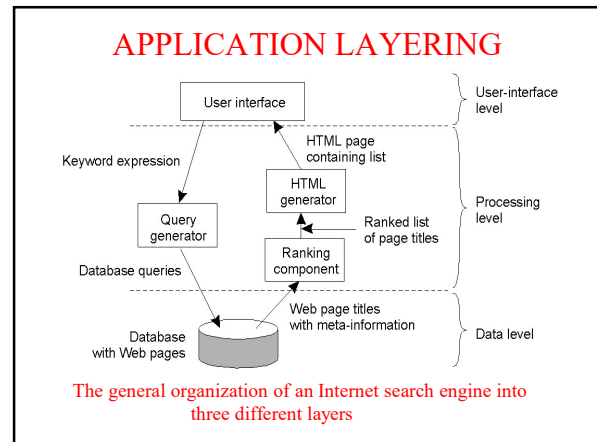 APPLICATION LAYERING
User interface
User-interface
level
Keyword expression
HTML page
containing list
HTML
generator
Processing
level
Query
generator
Ranked list
of page titles
Ranking
component
Database queries
Web page titles
with meta-information
Database
with Web pages
Data level
The general organization of an Internet search engine into
three different layers